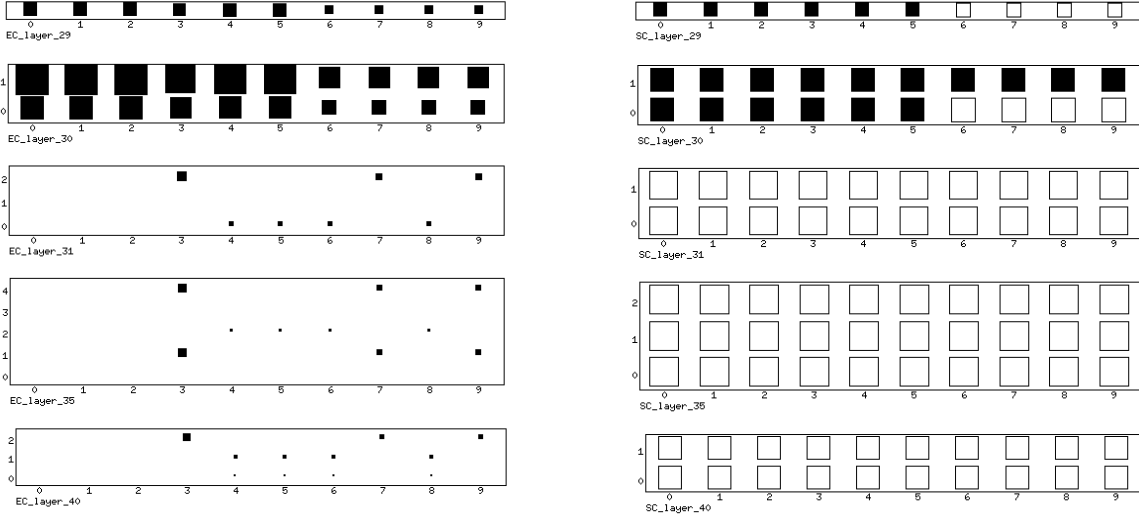 0 1 2 3 4 5 6 7 8 9
EC_layer_29
1
0
0 1 2 3 4 5 6 7 8 9
EC_layer_30
2
1
0
0 1 2 3 4 5 6 7 8 9
EC_layer_31
4
3
2
1
0
0 1 2 3 4 5 6 7 8 9
EC_layer_35
2
1
0
0 1 2 3 4 5 6 7 8 9
EC_layer_40
0 1 2 3 4 5 6 7 8 9
SC_layer_29
1
0
0 1 2 3 4 5 6 7 8 9
SC_layer_30
1
0
0 1 2 3 4 5 6 7 8 9
SC_layer_31
2
1
0
0 1 2 3 4 5 6 7 8 9
SC_layer_35
1
0
0 1 2 3 4 5 6 7 8 9
SC_layer_40